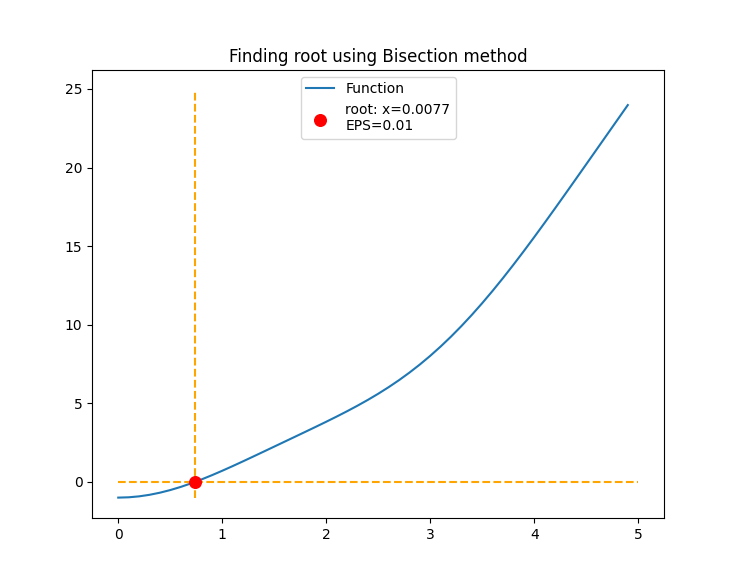 Finding root using Bisection method
Function
root: x=0.0077
EPS=0.01
25
20
15
10
5
0
0 1 2 3 4 5